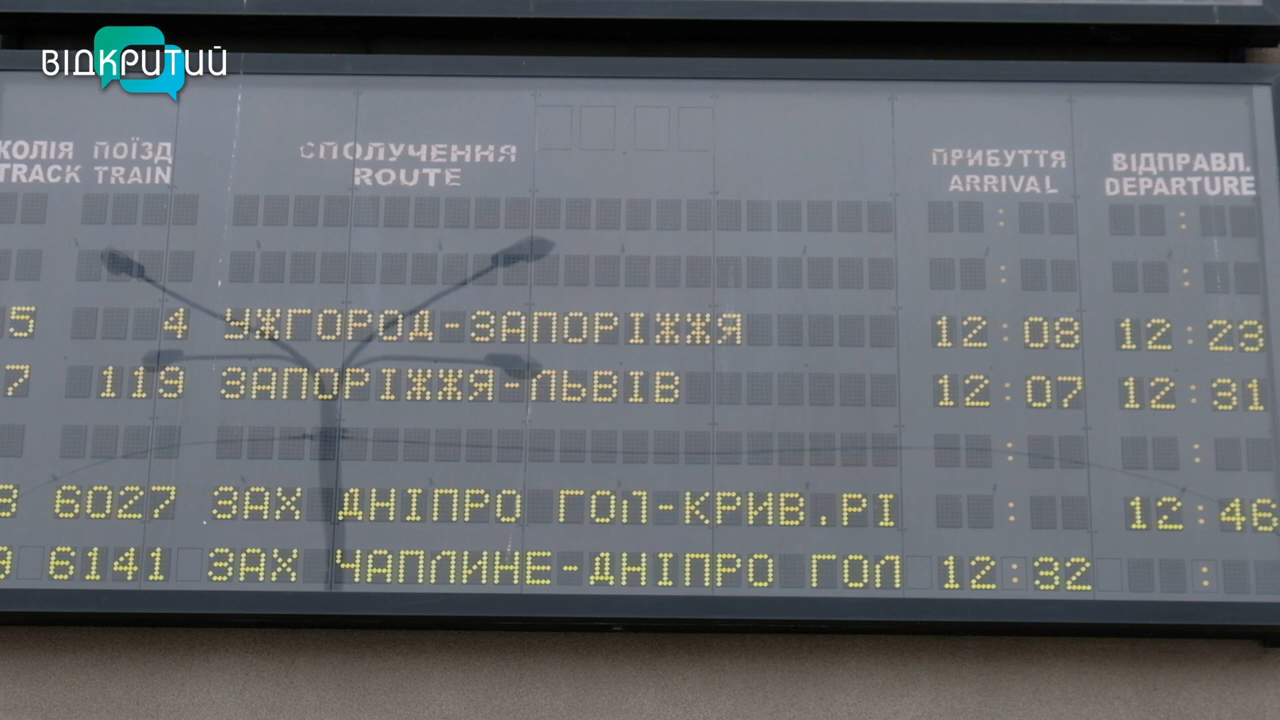 ВІДКРИТИЙ
КОЛІЯ ПОЇЗД СПОЛУЧЕННЯ ПРИБУТТЯ ВІДПРАВЛ.
TRACK TRAIN ROUTE ARRIVAL DEPARTURE
5 4 УЖГОРОД-ЗАПОРІЖЖЯ 12:08 12:23
7 119 ЗАПОРІЖЖЯ-ЛЬВІВ 12:07 12:31
6027 ЗАХ ДНІПРО ГОЛ-КРИВ.РІ : 12:46
6141 ЗАХ ЧАПЛИНЕ-ДНІПРО ГОЛ 12:32 :